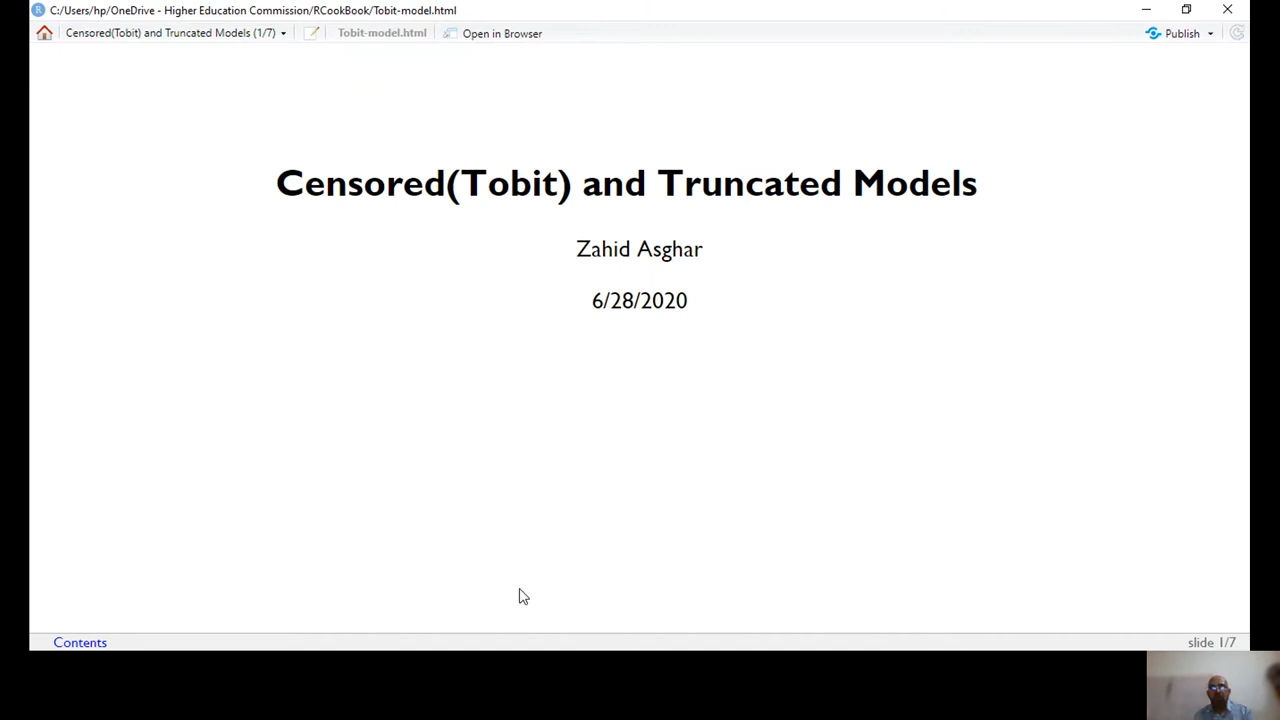 C:/Users/hp/OneDrive - Higher Education Commission/RCookBook/Tobit-model.html
Censored(Tobit) and Truncated Models (1/7) Tobit-model.html Open in Browser Publish
Censored(Tobit) and Truncated Models
Zahid Asghar
6/28/2020
Contents slide 1/7